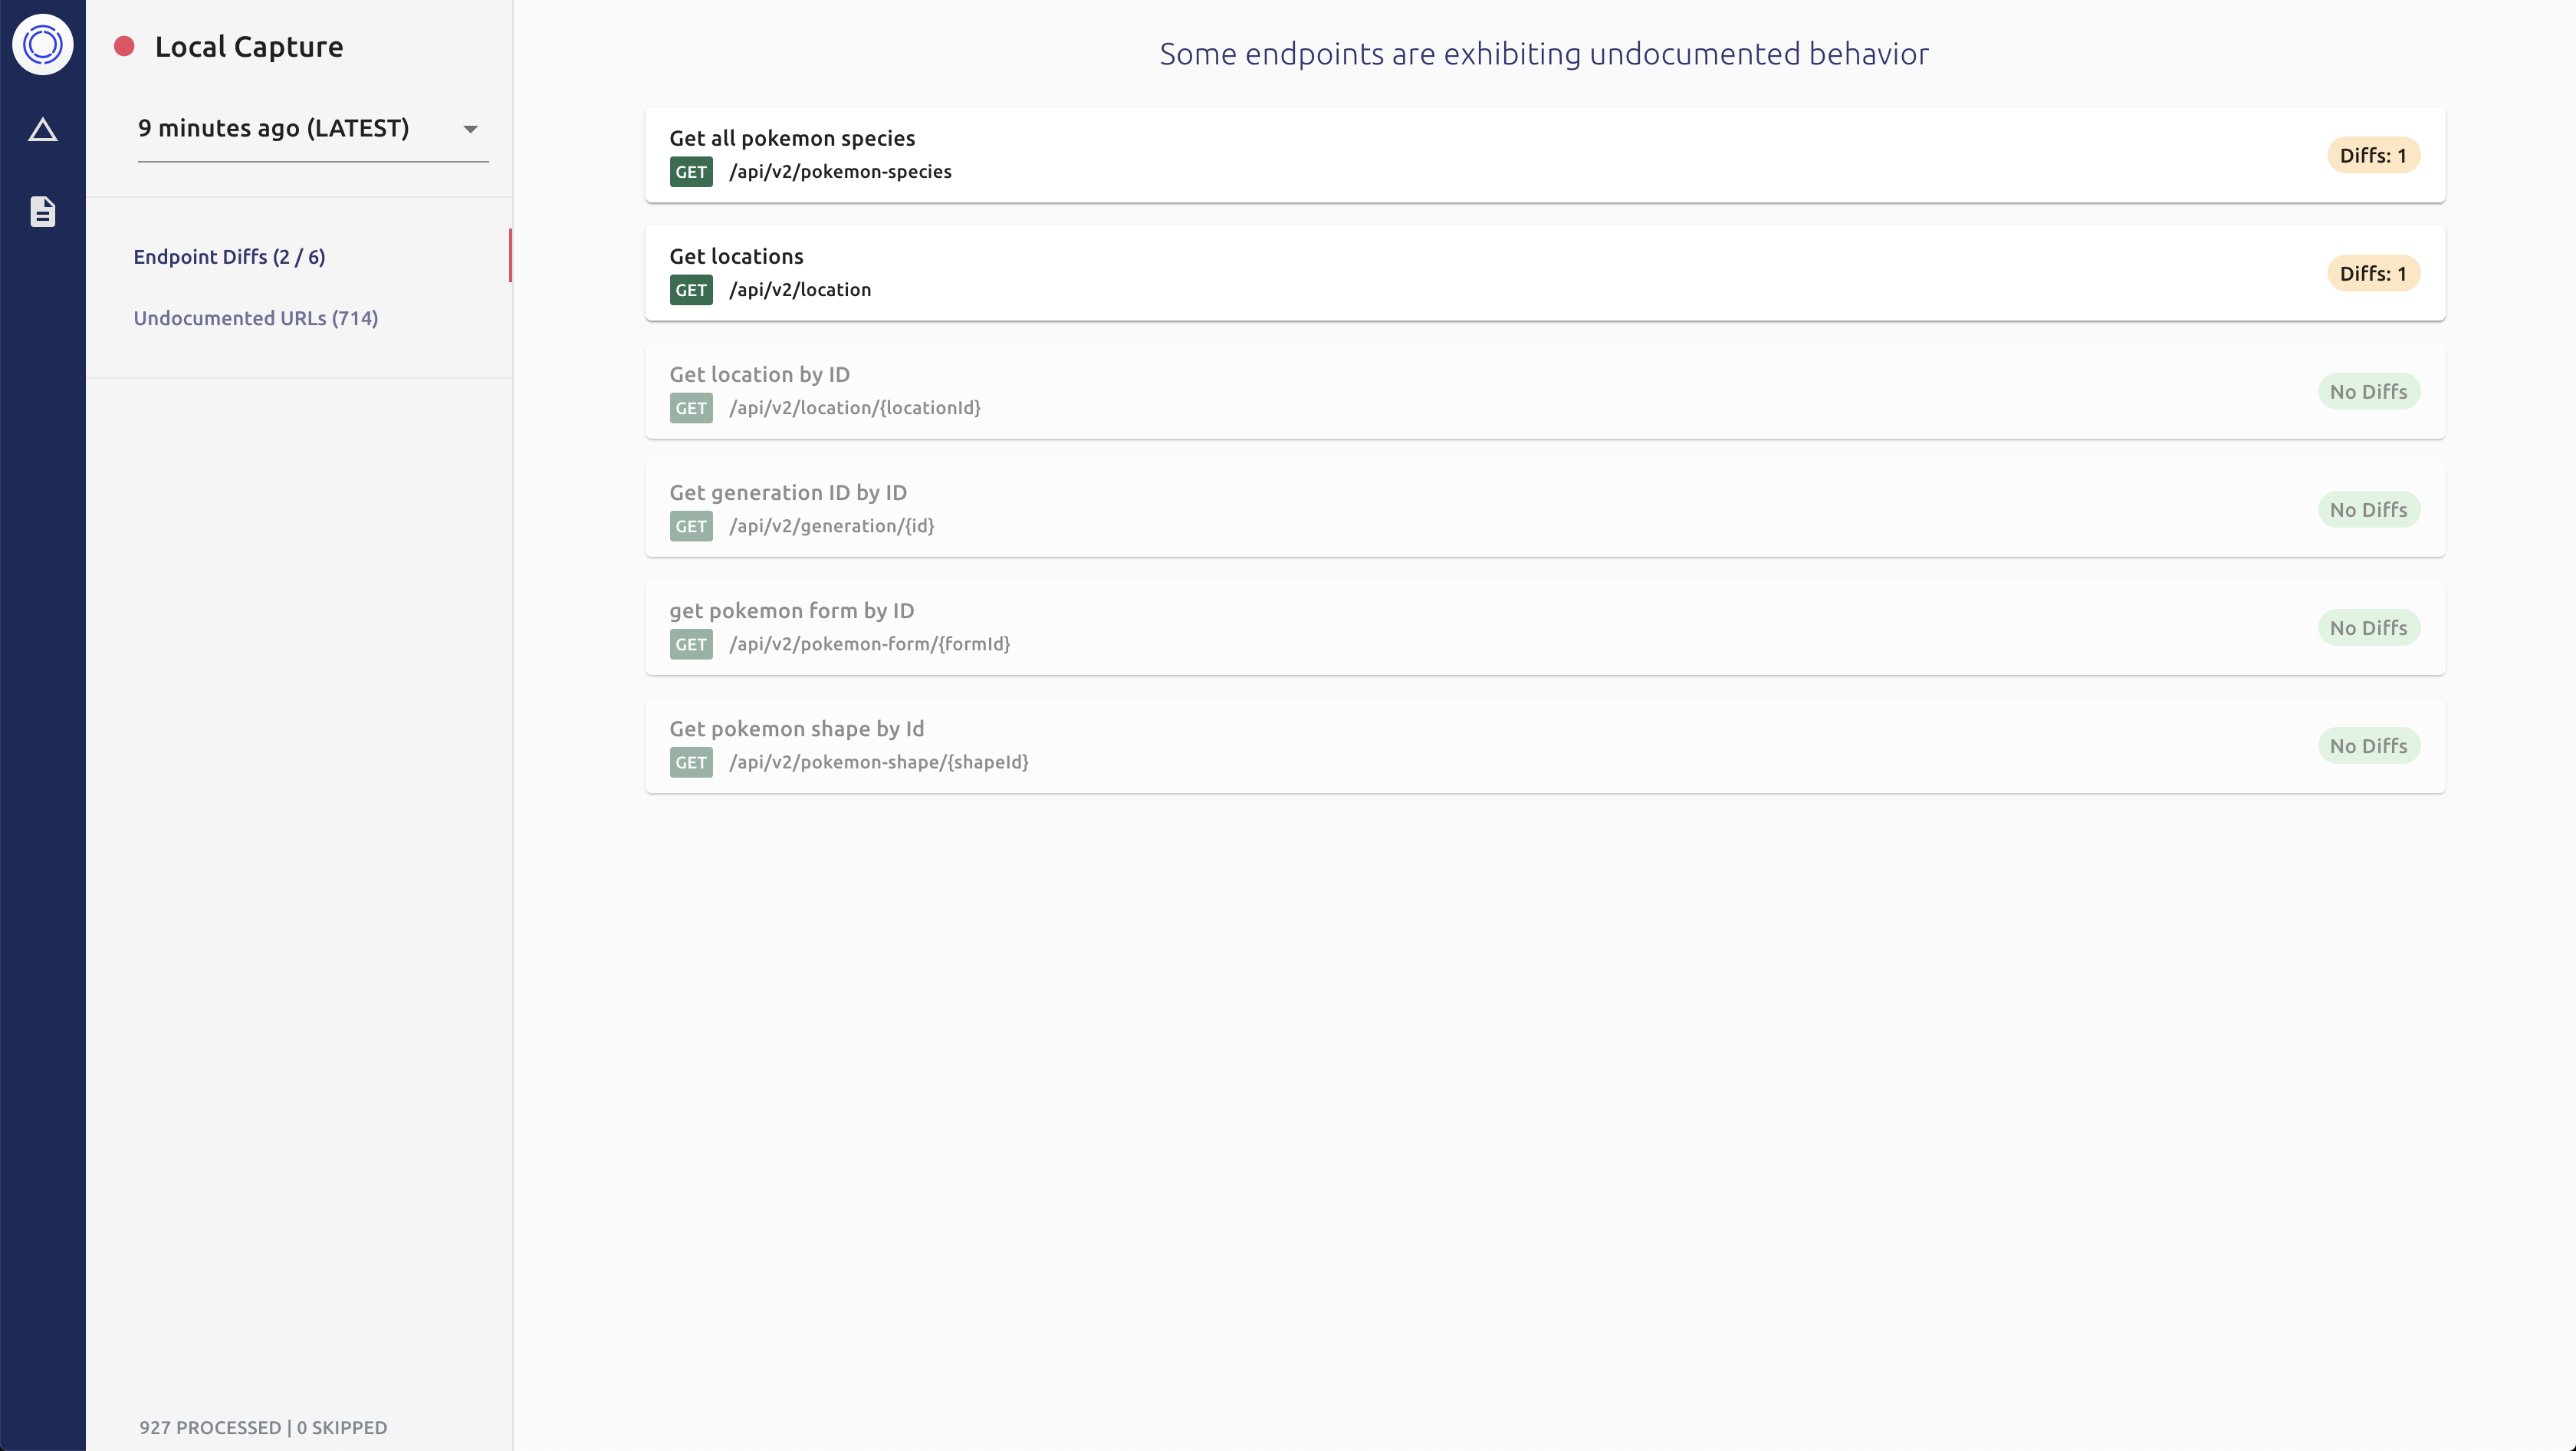 Local Capture
9 minutes ago (LATEST)
Endpoint Diffs (2 / 6)
Undocumented URLs (714)
927 PROCESSED | 0 SKIPPED
Some endpoints are exhibiting undocumented behavior
Get all pokemon species
GET /api/v2/pokemon-species
Diffs: 1
Get locations
GET /api/v2/location
Diffs: 1
Get location by ID
GET /api/v2/location/{locationId}
No Diffs
Get generation ID by ID
GET /api/v2/generation/{id}
No Diffs
get pokemon form by ID
GET /api/v2/pokemon-form/{formId}
No Diffs
Get pokemon shape by Id
GET /api/v2/pokemon-shape/{shapeId}
No Diffs